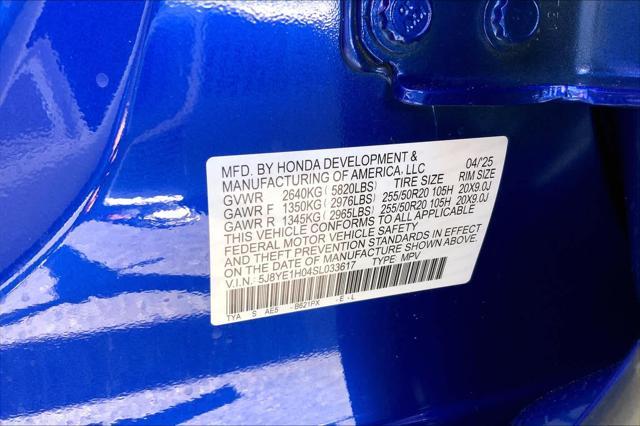 MFD. BY HONDA DEVELOPMENT &
MANUFACTURING OF AMERICA, LLC 04/'25
GVWR 2640KG( 5820LBS) TIRE SIZE RIM SIZE
GAWR F 1350KG( 2976LBS) 255/50R20 105H 20X9.0J
GAWR R 1345KG( 2965LBS) 255/50R20 105H 20X9.0J
THIS VEHICLE CONFORMS TO ALL APPLICABLE
FEDERAL MOTOR VEHICLE SAFETY
AND THEFT PREVENTION STANDARDS IN EFFECT
ON THE DATE OF MANUFACTURE SHOWN ABOVE.
V.I.N.: 5J8YE1H04SL033617 TYPE: MPV
TYA S AE5 - B621PX - E - L